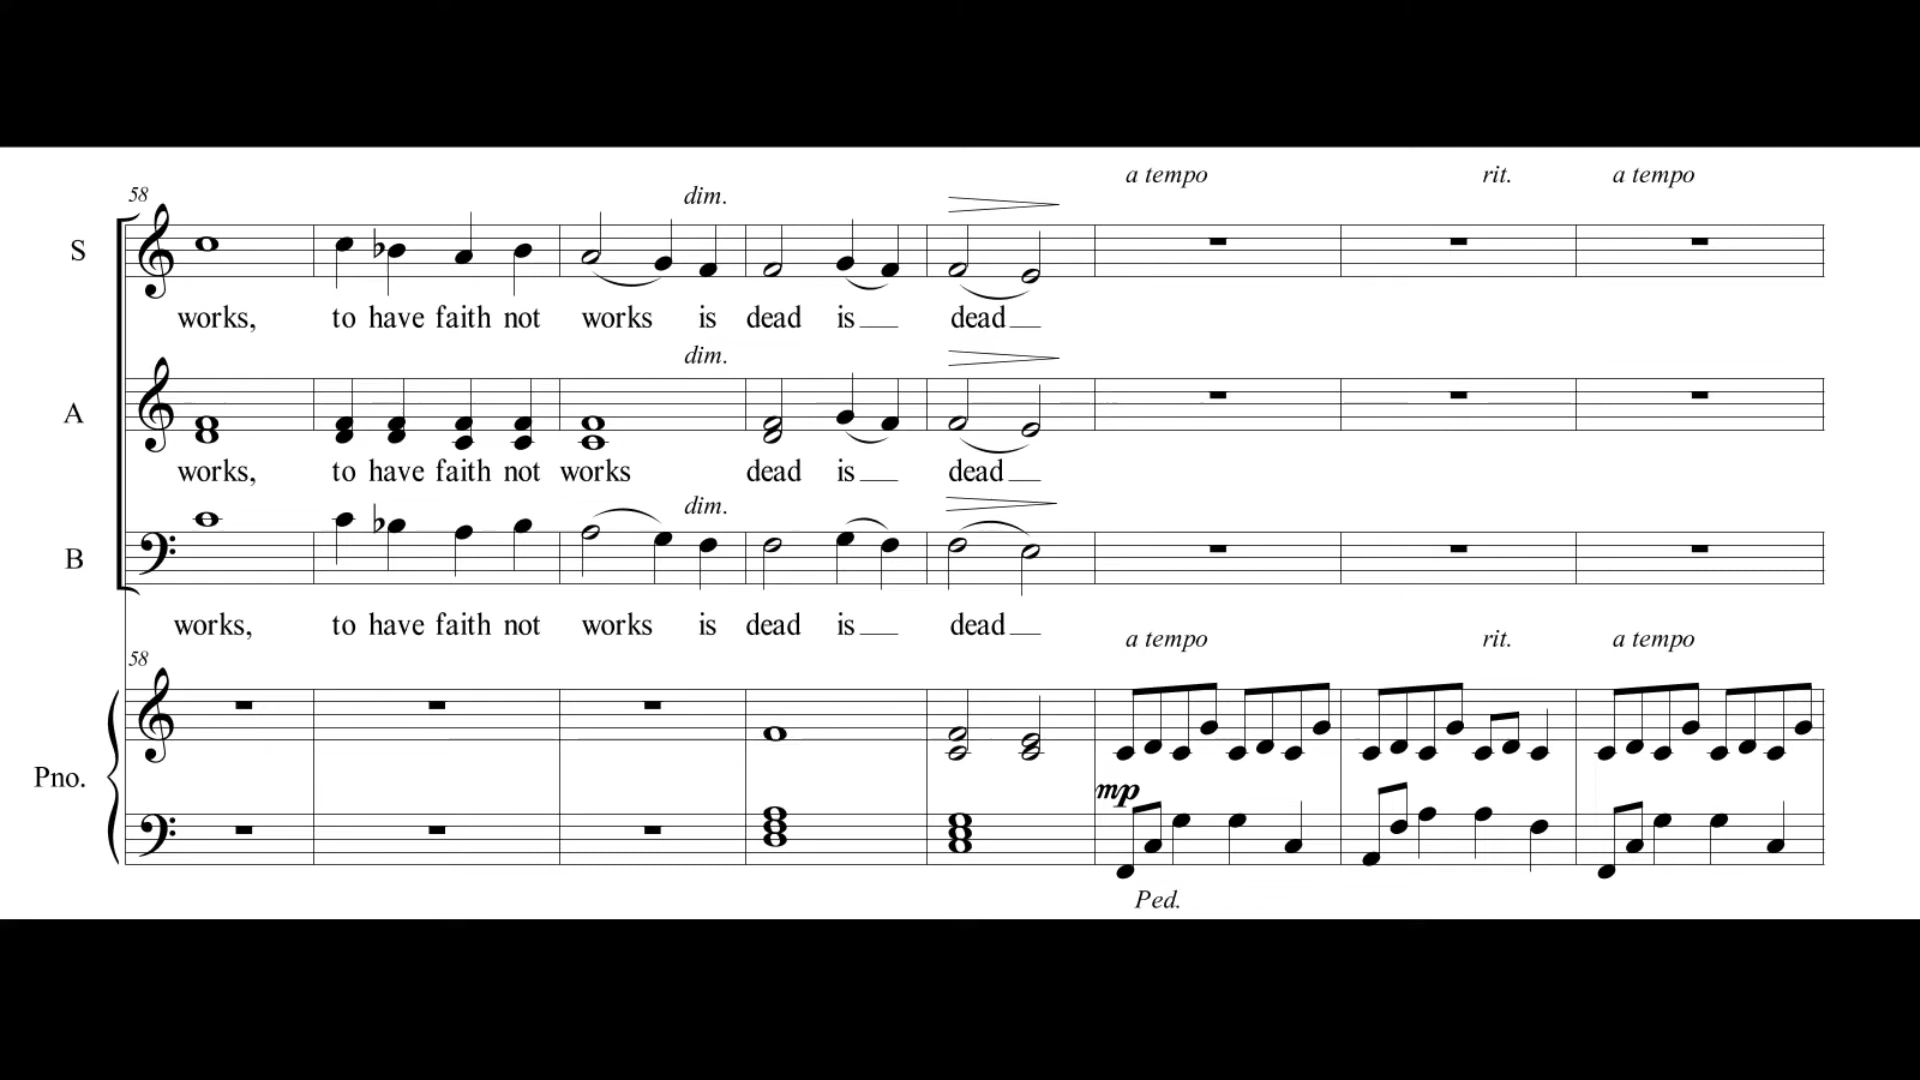 a tempo rit. a tempo
58 dim.
S
works, to have faith not works is dead is dead
dim.
A
works, to have faith not works dead is dead
dim.
B
works, to have faith not works is dead is dead
a tempo rit. a tempo
58
Pno.
mp
Ped.